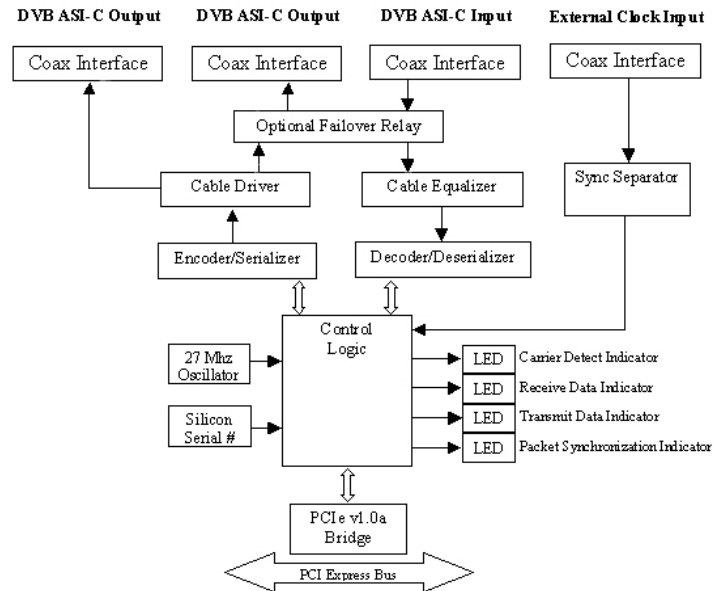 DVB ASI-C Output
DVB ASI-C Output
DVB ASI-C Input
External Clock Input
Coax Interface
Coax Interface
Coax Interface
Coax Interface
Optional Failover Relay
Cable Driver
Cable Equalizer
Sync Separator
Encoder/Serializer
Decoder/Deserializer
Control
Logic
27 Mhz
Oscillator
LED
Carrier Detect Indicator
LED
Receive Data Indicator
Silicon
Serial #
LED
Transmit Data Indicator
LED
Packet Synchronization Indicator
PCIe v1.0a
Bridge
PCI Express Bus